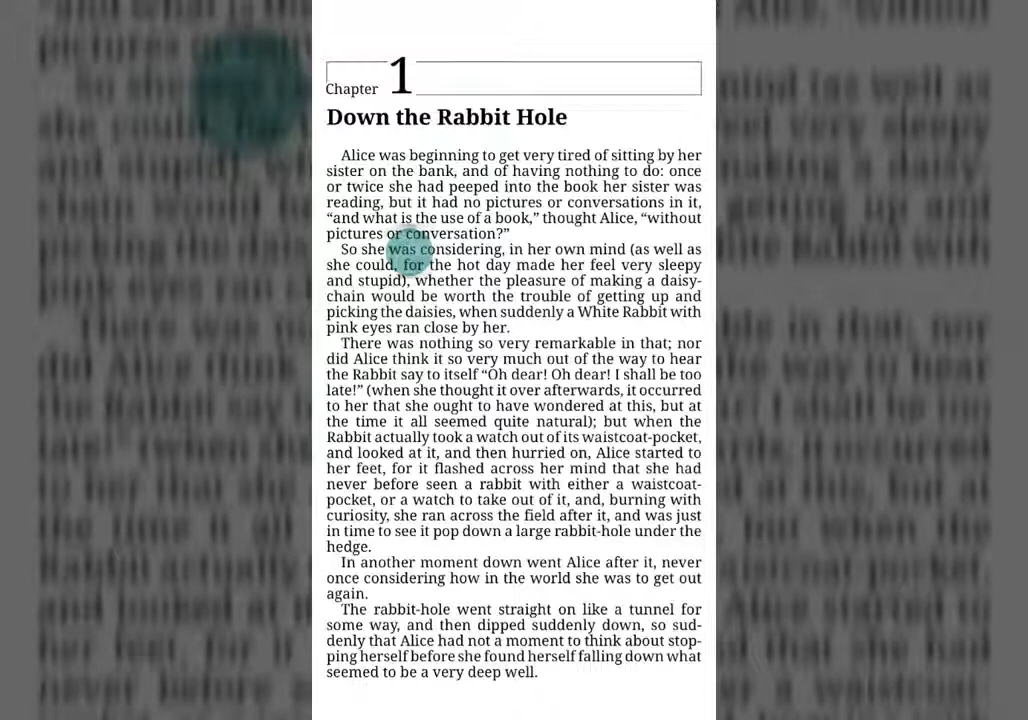 Chapter 1
Down the Rabbit Hole
Alice was beginning to get very tired of sitting by her
sister on the bank, and of having nothing to do: once
or twice she had peeped into the book her sister was
reading, but it had no pictures or conversations in it,
“and what is the use of a book,” thought Alice, “without
pictures or conversation?”
So she was considering, in her own mind (as well as
she could, for the hot day made her feel very sleepy
and stupid), whether the pleasure of making a daisy-
chain would be worth the trouble of getting up and
picking the daisies, when suddenly a White Rabbit with
pink eyes ran close by her.
There was nothing so very remarkable in that; nor
did Alice think it so very much out of the way to hear
the Rabbit say to itself “Oh dear! Oh dear! I shall be too
late!” (when she thought it over afterwards, it occurred
to her that she ought to have wondered at this, but at
the time it all seemed quite natural); but when the
Rabbit actually took a watch out of its waistcoat-pocket,
and looked at it, and then hurried on, Alice started to
her feet, for it flashed across her mind that she had
never before seen a rabbit with either a waistcoat-
pocket, or a watch to take out of it, and, burning with
curiosity, she ran across the field after it, and was just
in time to see it pop down a large rabbit-hole under the
hedge.
In another moment down went Alice after it, never
once considering how in the world she was to get out
again.
The rabbit-hole went straight on like a tunnel for
some way, and then dipped suddenly down, so sud-
denly that Alice had not a moment to think about stop-
ping herself before she found herself falling down what
seemed to be a very deep well.